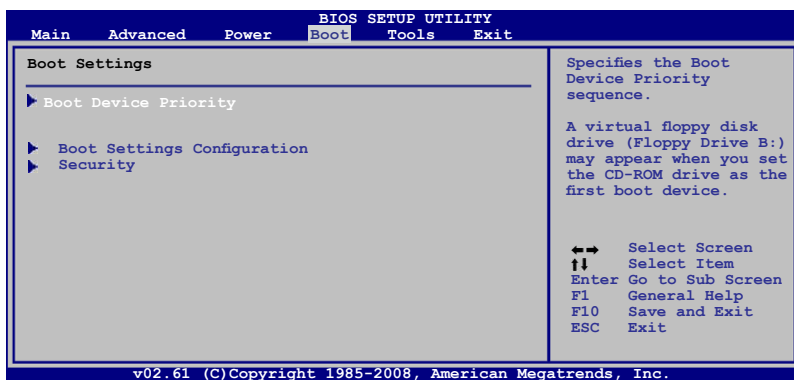 BIOS SETUP UTILITY
Main Advanced Power Boot Tools Exit
Boot Settings
Boot Device Priority
Boot Settings Configuration
Security
Specifies the Boot
Device Priority
sequence.
A virtual floppy disk
drive (Floppy Drive B:)
may appear when you set
the CD-ROM drive as the
first boot device.
←→ Select Screen
↑↓ Select Item
Enter Go to Sub Screen
F1 General Help
F10 Save and Exit
ESC Exit
v02.61 (C)Copyright 1985-2008, American Megatrends, Inc.